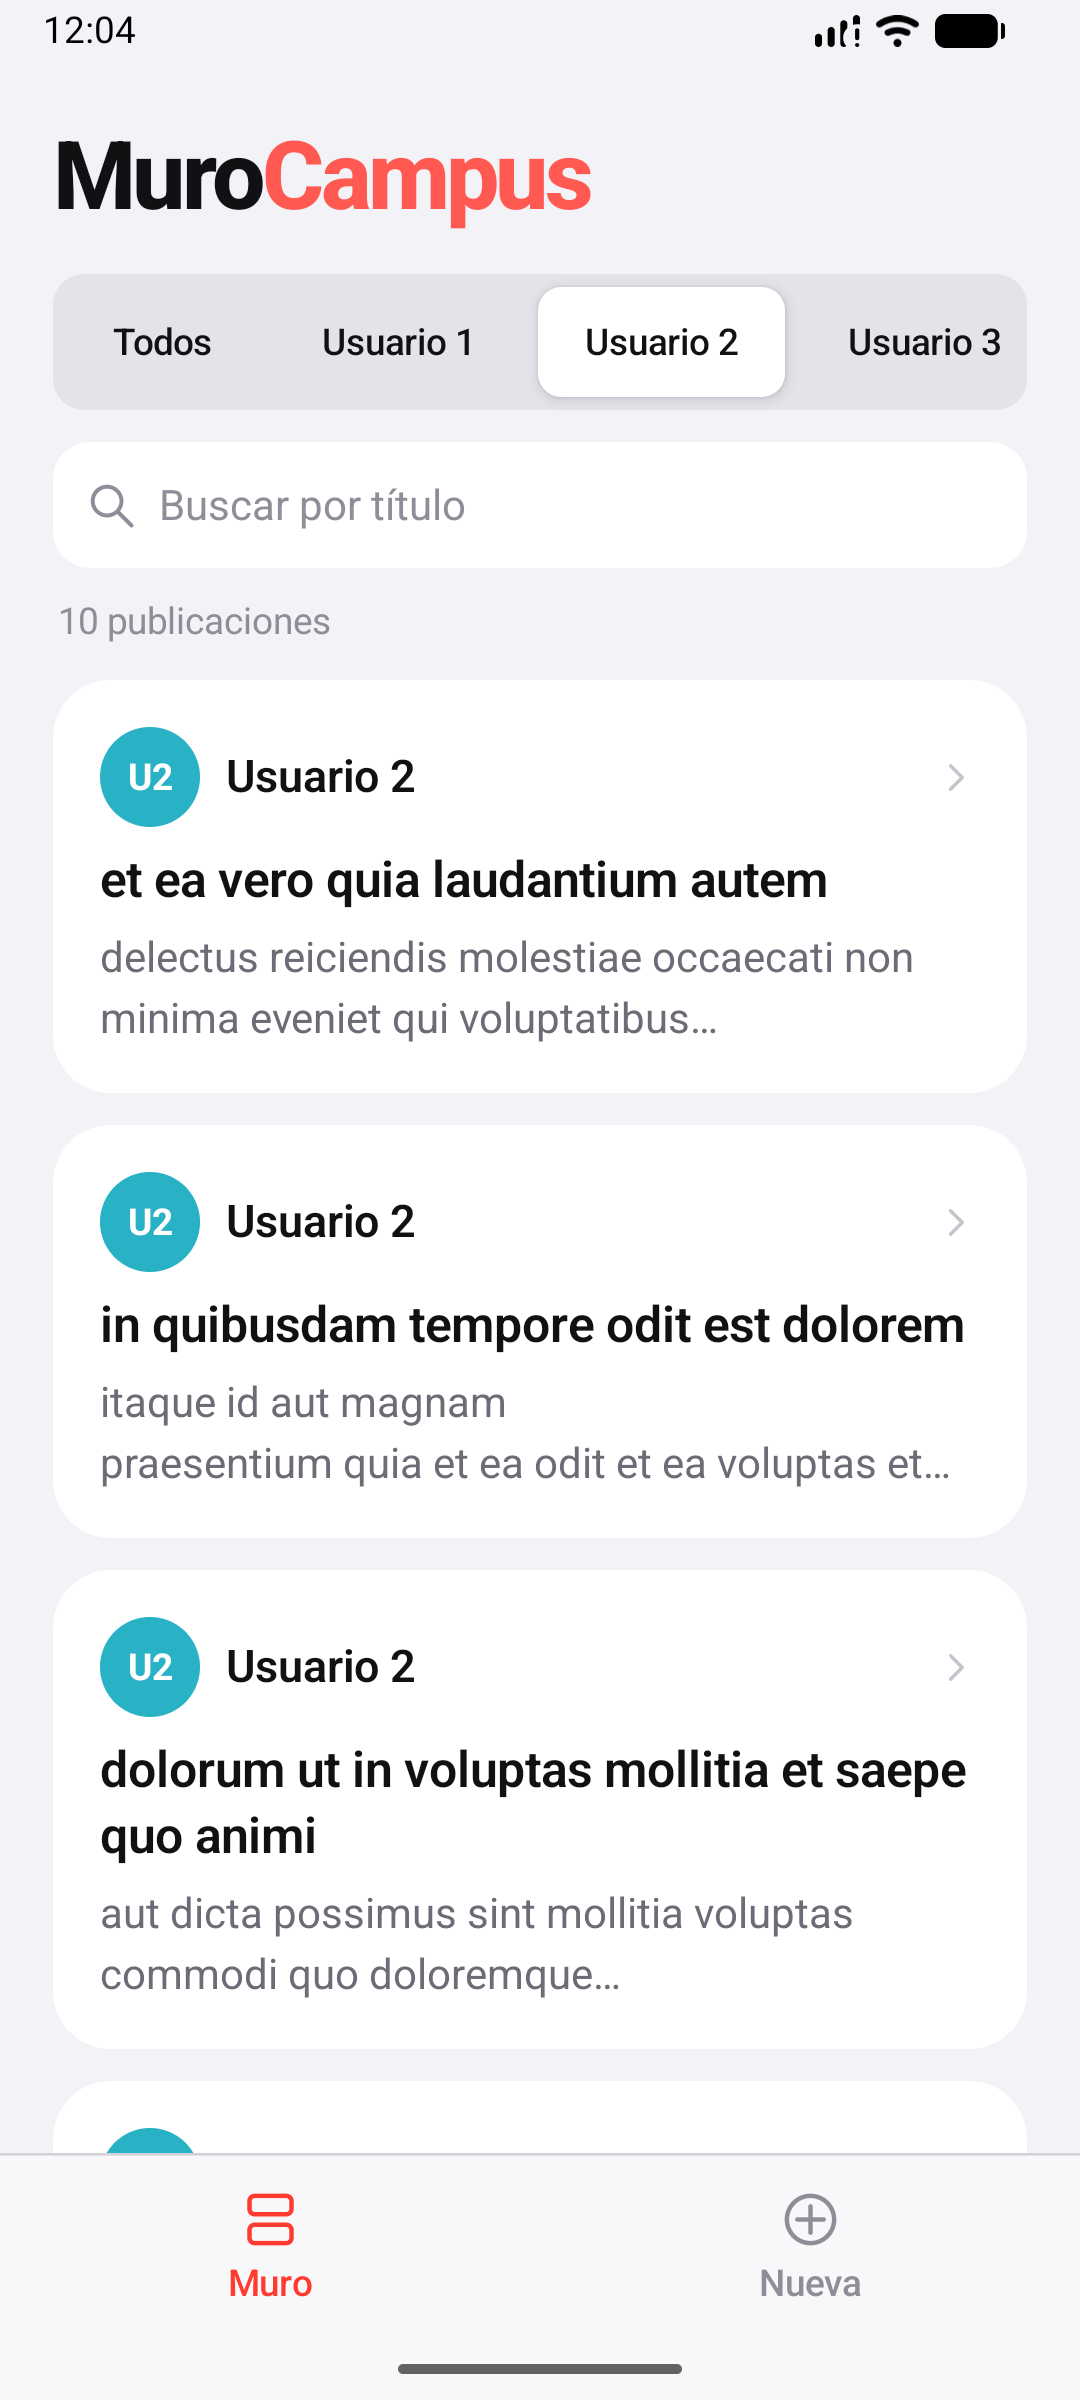 12:04
MuroCampus
Todos
Usuario 1
Usuario 2
Usuario 3
Buscar por título
10 publicaciones
U2
Usuario 2
et ea vero quia laudantium autem
delectus reiciendis molestiae occaecati non
minima eveniet qui voluptatibus…
U2
Usuario 2
in quibusdam tempore odit est dolorem
itaque id aut magnam
praesentium quia et ea odit et ea voluptas et…
U2
Usuario 2
dolorum ut in voluptas mollitia et saepe
quo animi
aut dicta possimus sint mollitia voluptas
commodi quo doloremque…
Muro
Nueva